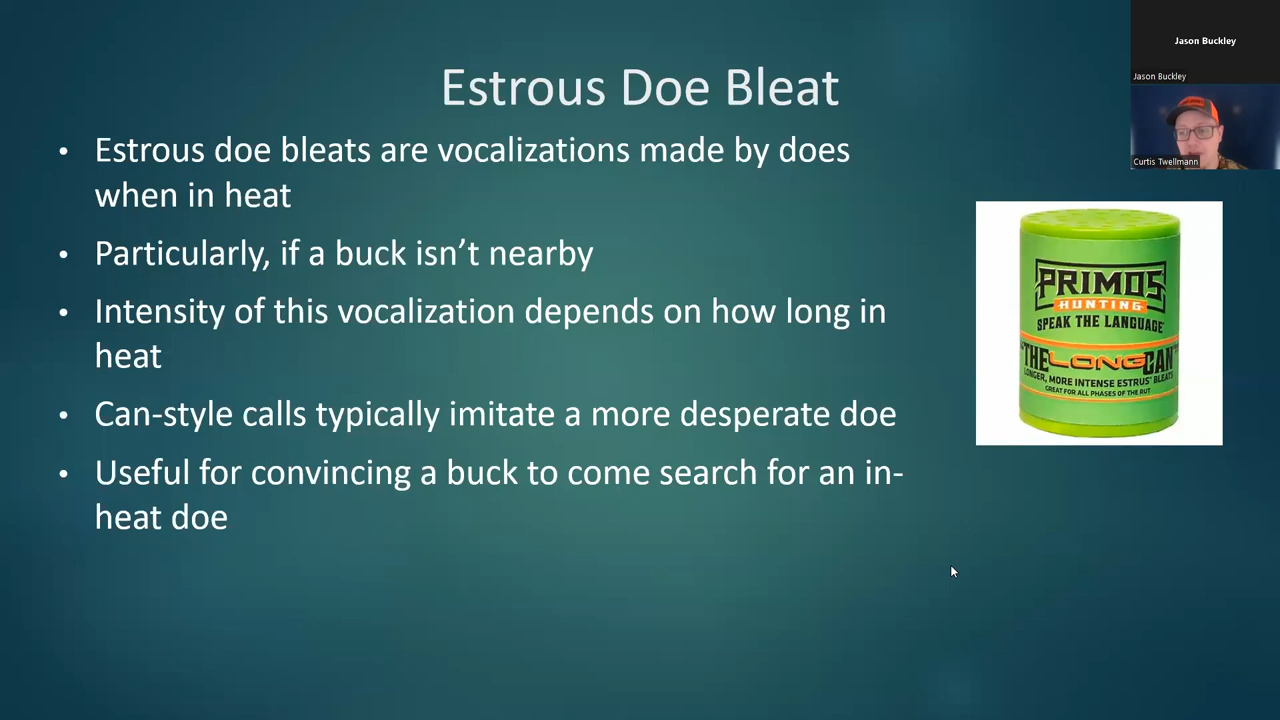 Estrous Doe Bleat
• Estrous doe bleats are vocalizations made by does
when in heat
• Particularly, if a buck isn’t nearby
• Intensity of this vocalization depends on how long in
heat
• Can-style calls typically imitate a more desperate doe
• Useful for convincing a buck to come search for an in-
heat doe
Jason Buckley
Jason Buckley
Curtis Twellmann
PRIMOS
HUNTING
SPEAK THE LANGUAGE
"THE LONG CAN"
LONGER, MORE INTENSE ESTRUS BLEATS
GREAT FOR ALL PHASES OF THE RUT